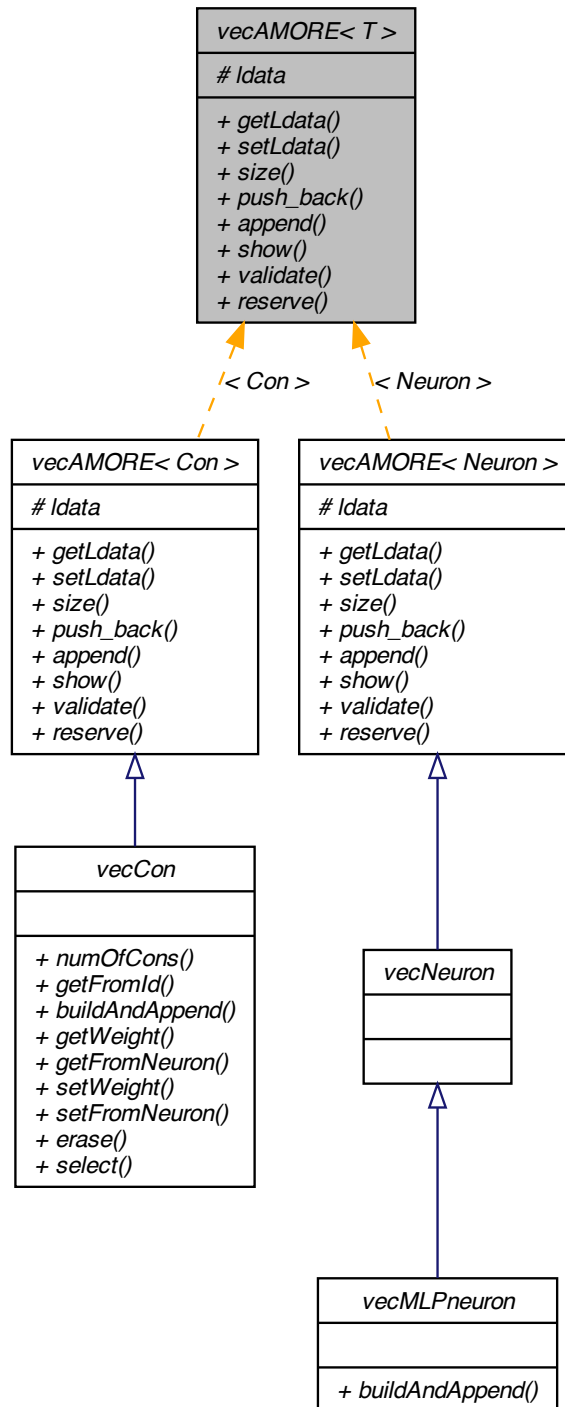 vecAMORE< T >
# ldata
+ getLdata()
+ setLdata()
+ size()
+ push_back()
+ append()
+ show()
+ validate()
+ reserve()
< Con >
< Neuron >
vecAMORE< Con >
# ldata
+ getLdata()
+ setLdata()
+ size()
+ push_back()
+ append()
+ show()
+ validate()
+ reserve()
vecAMORE< Neuron >
# ldata
+ getLdata()
+ setLdata()
+ size()
+ push_back()
+ append()
+ show()
+ validate()
+ reserve()
vecCon
+ numOfCons()
+ getFromId()
+ buildAndAppend()
+ getWeight()
+ getFromNeuron()
+ setWeight()
+ setFromNeuron()
+ erase()
+ select()
vecNeuron
vecMLPneuron
+ buildAndAppend()